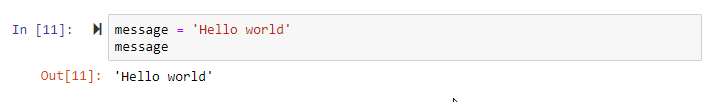 In [11]: message = 'Hello world'
message
Out[11]: 'Hello world'